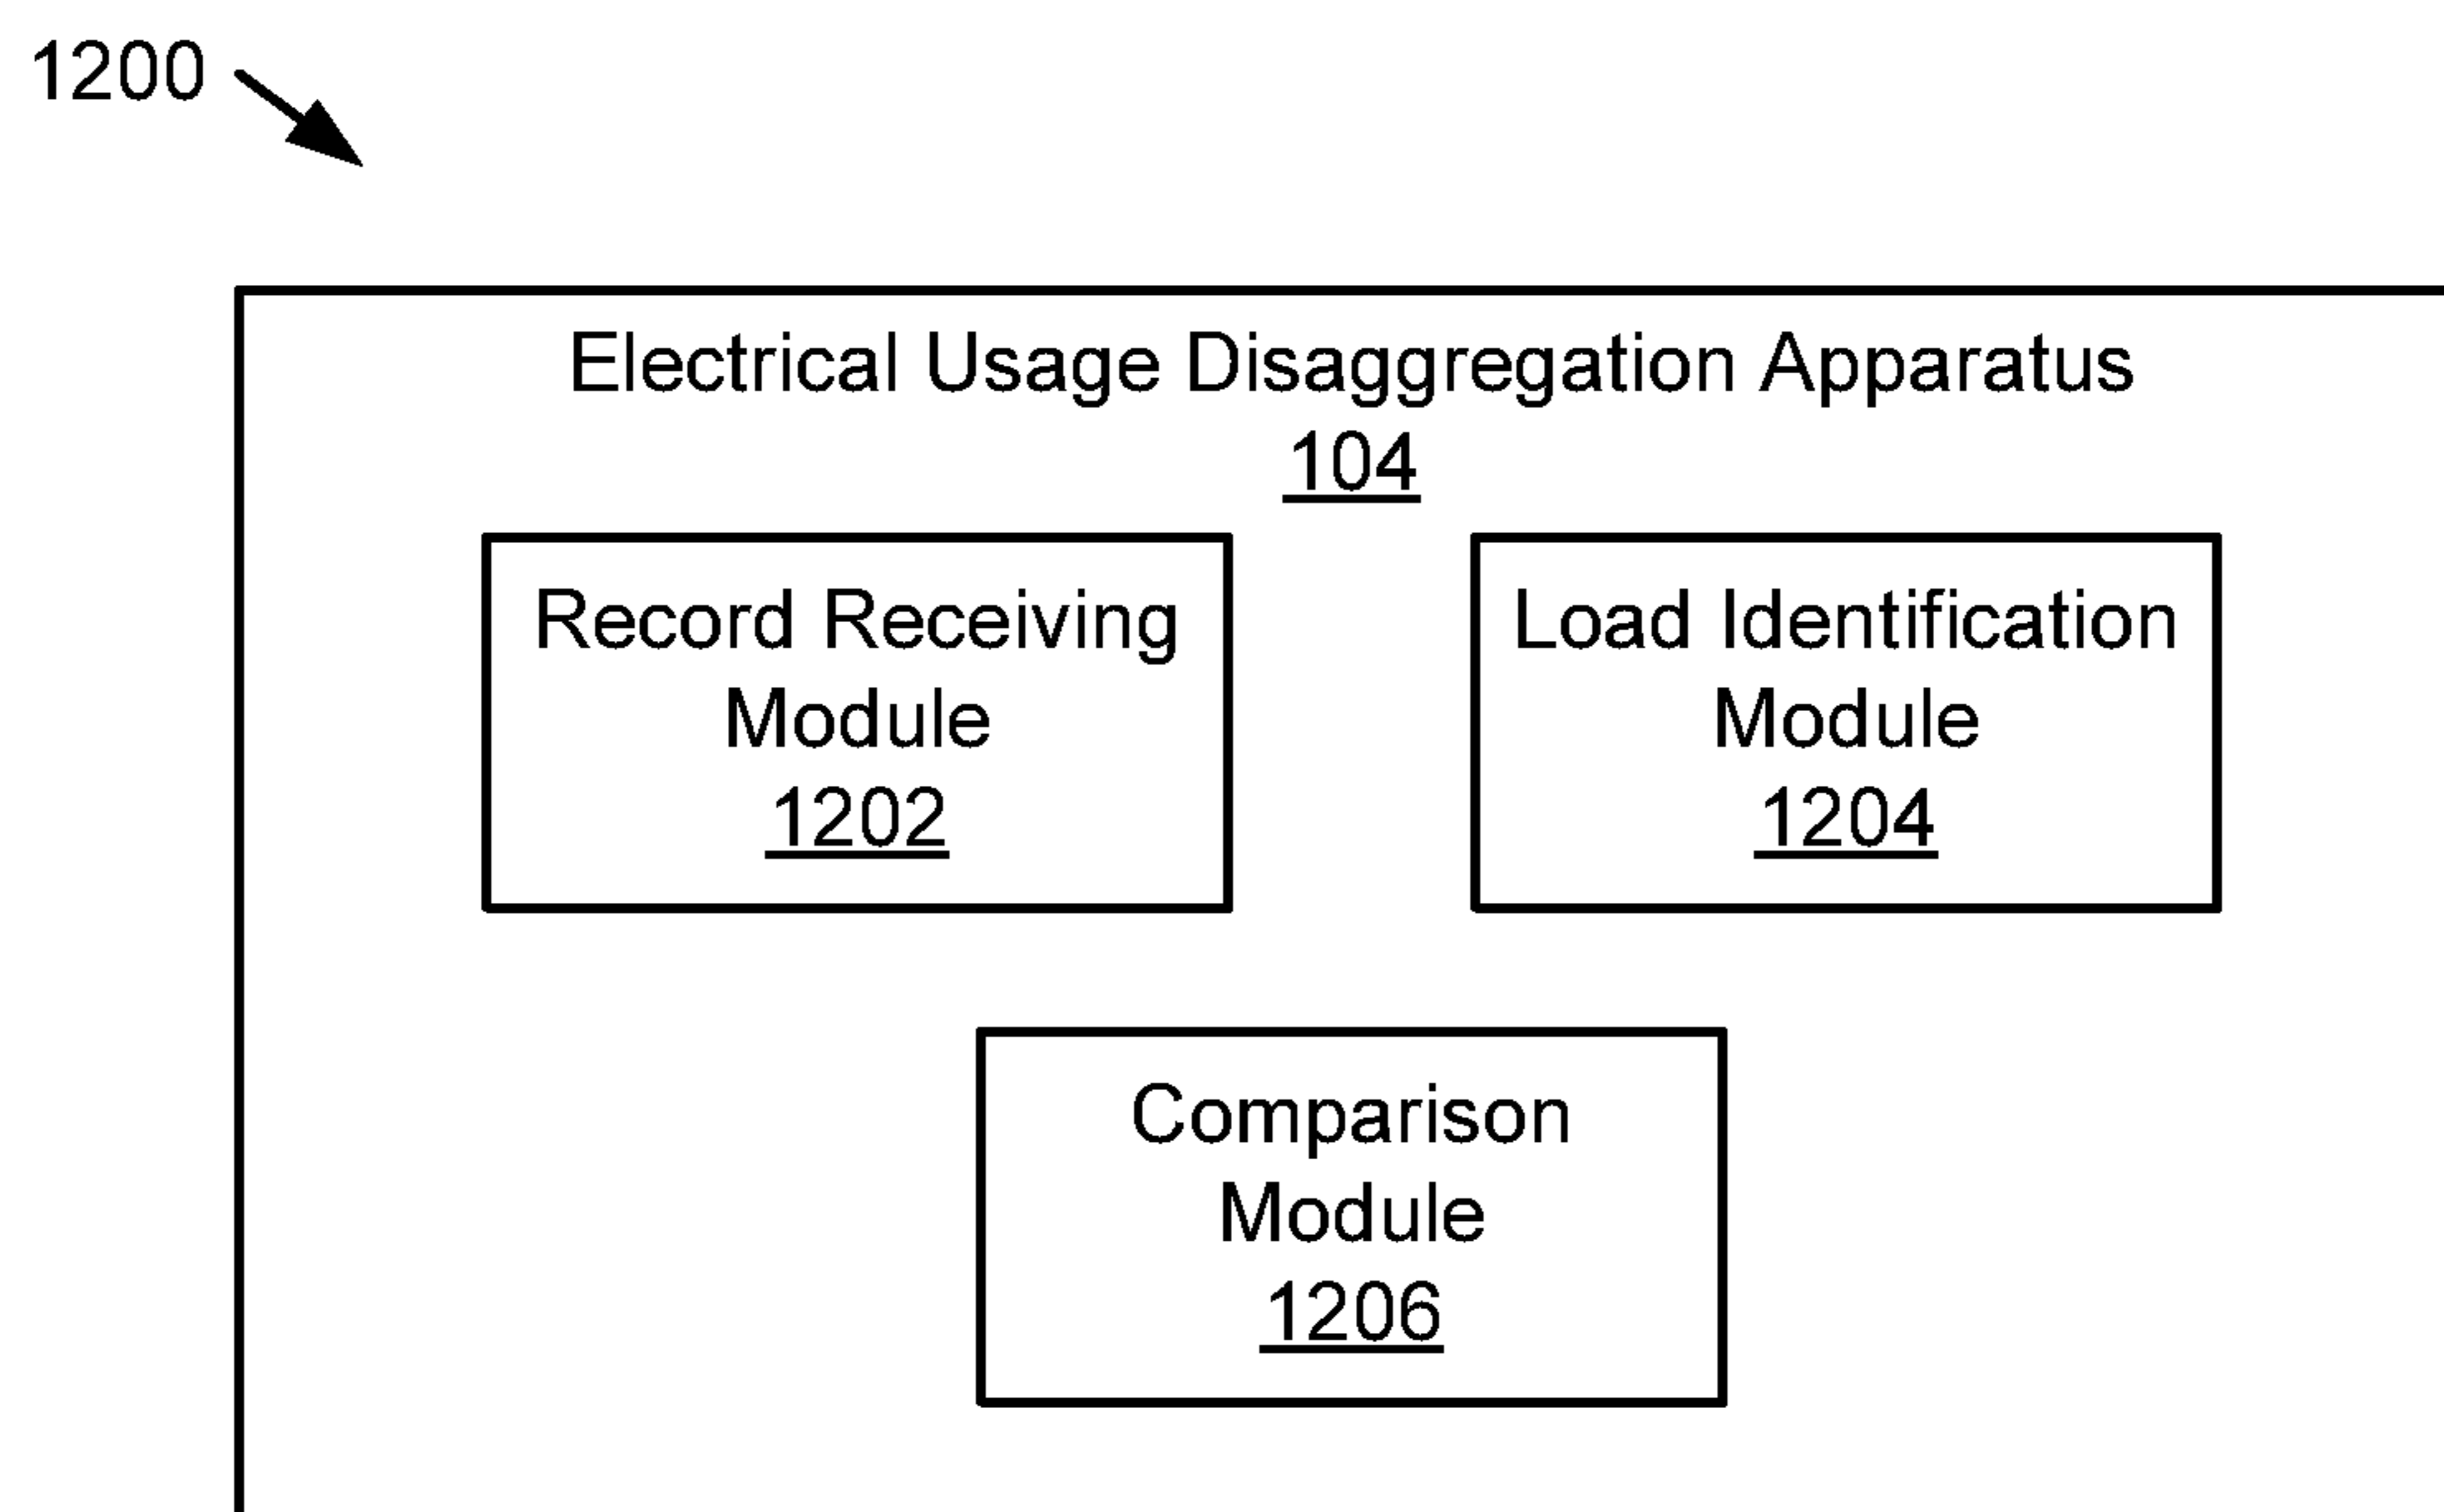 1200
Electrical Usage Disaggregation Apparatus
104
Record Receiving
Module
1202
Load Identification
Module
1204
Comparison
Module
1206